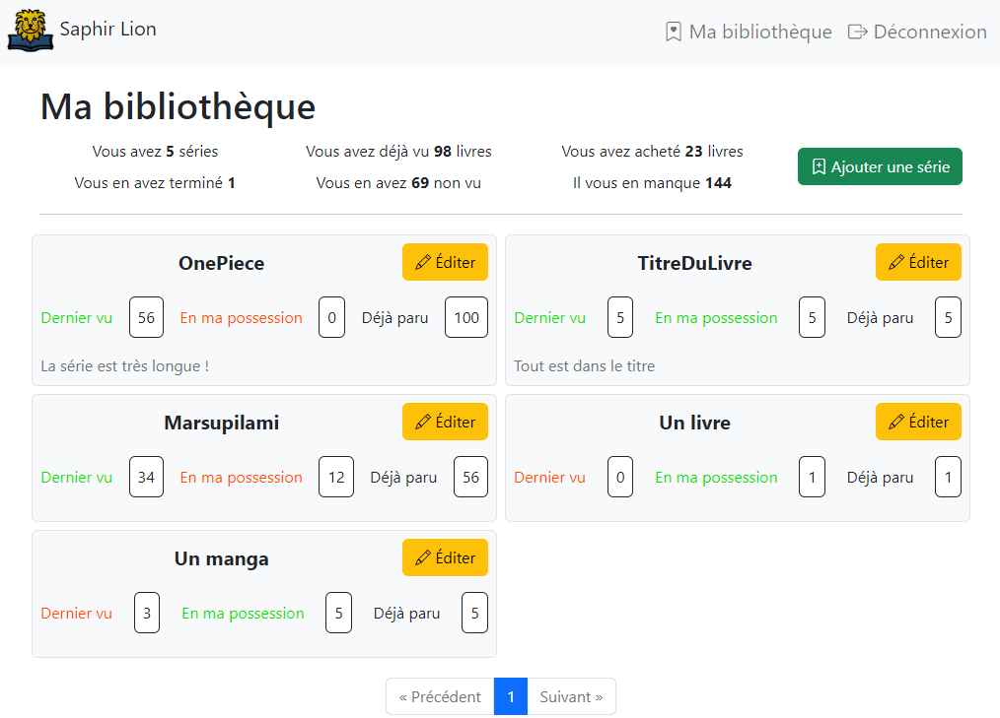 Saphir Lion
Ma bibliothèque
Déconnexion
Ma bibliothèque
Vous avez 5 séries
Vous en avez terminé 1
Vous avez déjà vu 98 livres
Vous en avez 69 non vu
Vous avez acheté 23 livres
Il vous en manque 144
Ajouter une série
OnePiece
Éditer
Dernier vu 56 En ma possession 0 Déjà paru 100
La série est très longue !
TitreDuLivre
Éditer
Dernier vu 5 En ma possession 5 Déjà paru 5
Tout est dans le titre
Marsupilami
Éditer
Dernier vu 34 En ma possession 12 Déjà paru 56
Un livre
Éditer
Dernier vu 0 En ma possession 1 Déjà paru 1
Un manga
Éditer
Dernier vu 3 En ma possession 5 Déjà paru 5
« Précédent 1 Suivant »